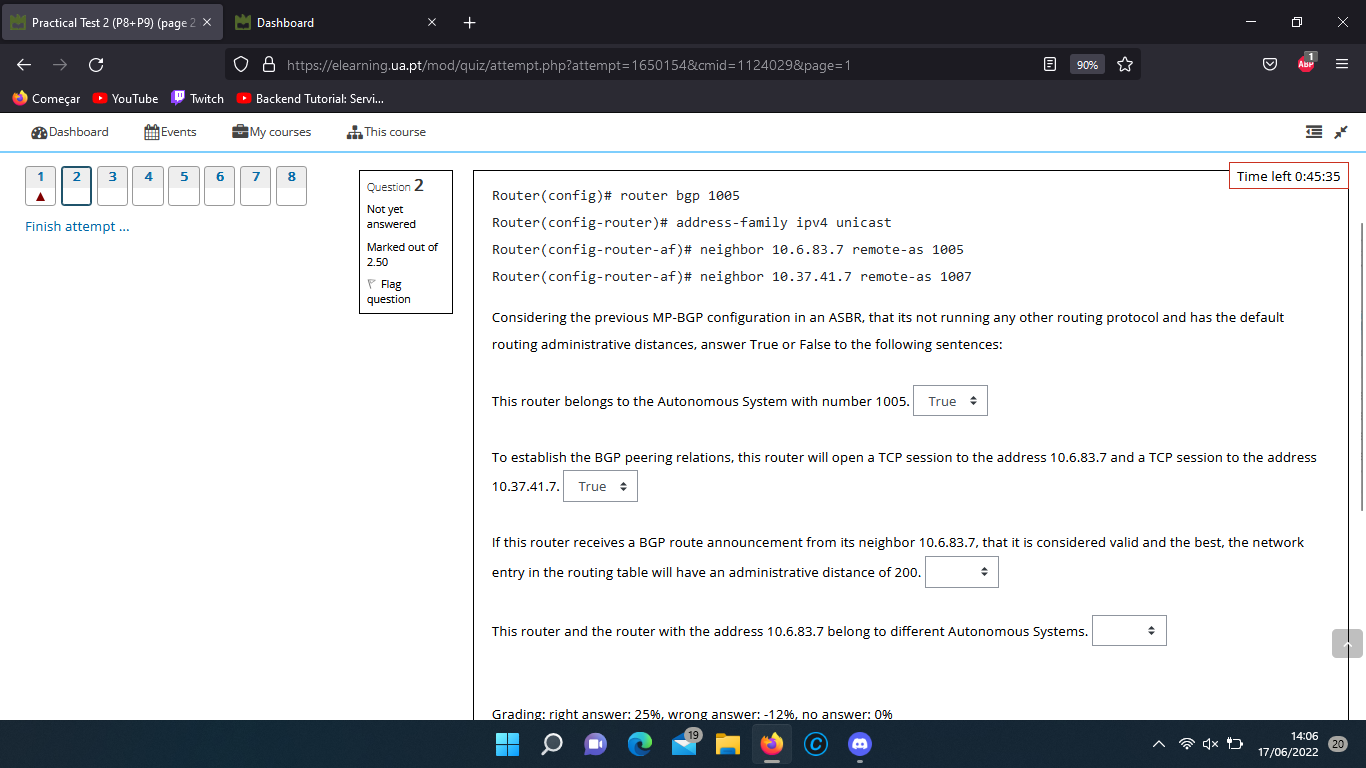 Practical Test 2 (P8+P9) (page 2
Dashboard
https://elearning.ua.pt/mod/quiz/attempt.php?attempt=1650154&cmid=1124029&page=1
90%
ABP
1
Começar
YouTube
Twitch
Backend Tutorial: Servi...
Dashboard
Events
My courses
This course
1 2 3 4 5 6 7 8
Finish attempt ...
Question 2
Not yet
answered
Marked out of
2.50
Flag
question
Time left 0:45:35
Router(config)# router bgp 1005
Router(config-router)# address-family ipv4 unicast
Router(config-router-af)# neighbor 10.6.83.7 remote-as 1005
Router(config-router-af)# neighbor 10.37.41.7 remote-as 1007
Considering the previous MP-BGP configuration in an ASBR, that its not running any other routing protocol and has the default
routing administrative distances, answer True or False to the following sentences:
This router belongs to the Autonomous System with number 1005. True
To establish the BGP peering relations, this router will open a TCP session to the address 10.6.83.7 and a TCP session to the address
10.37.41.7. True
If this router receives a BGP route announcement from its neighbor 10.6.83.7, that it is considered valid and the best, the network
entry in the routing table will have an administrative distance of 200.
This router and the router with the address 10.6.83.7 belong to different Autonomous Systems.
Grading: right answer: 25%, wrong answer: -12%, no answer: 0%
19
14:06
17/06/2022
20